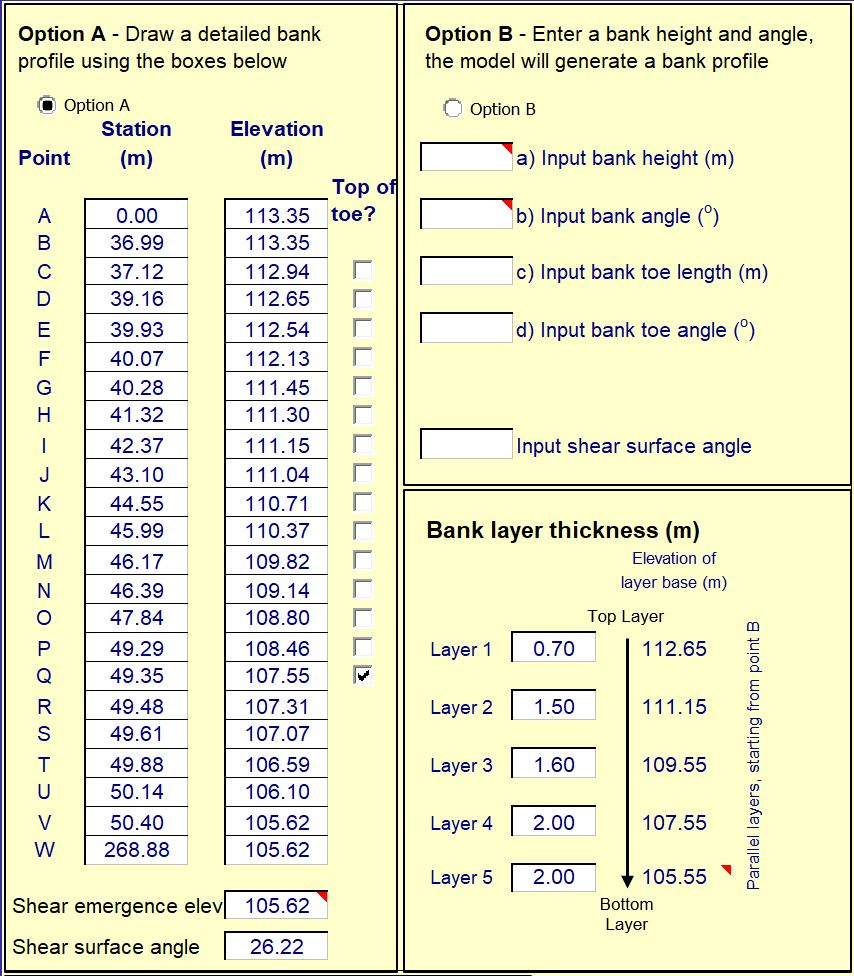 Option A - Draw a detailed bank
profile using the boxes below
Option A
Station Elevation
Point (m) (m)
Top of
toe?
A 0.00 113.35
B 36.99 113.35
C 37.12 112.94
D 39.16 112.65
E 39.93 112.54
F 40.07 112.13
G 40.28 111.45
H 41.32 111.30
I 42.37 111.15
J 43.10 111.04
K 44.55 110.71
L 45.99 110.37
M 46.17 109.82
N 46.39 109.14
O 47.84 108.80
P 49.29 108.46
Q 49.35 107.55
R 49.48 107.31
S 49.61 107.07
T 49.88 106.59
U 50.14 106.10
V 50.40 105.62
W 268.88 105.62
Shear emergence elev 105.62
Shear surface angle 26.22
Option B - Enter a bank height and angle,
the model will generate a bank profile
Option B
a) Input bank height (m)
b) Input bank angle (º)
c) Input bank toe length (m)
d) Input bank toe angle (º)
Input shear surface angle
Bank layer thickness (m)
Elevation of
layer base (m)
Top Layer
Layer 1 0.70 112.65
Layer 2 1.50 111.15
Layer 3 1.60 109.55
Layer 4 2.00 107.55
Layer 5 2.00 105.55
Bottom
Layer
Parallel layers, starting from point B